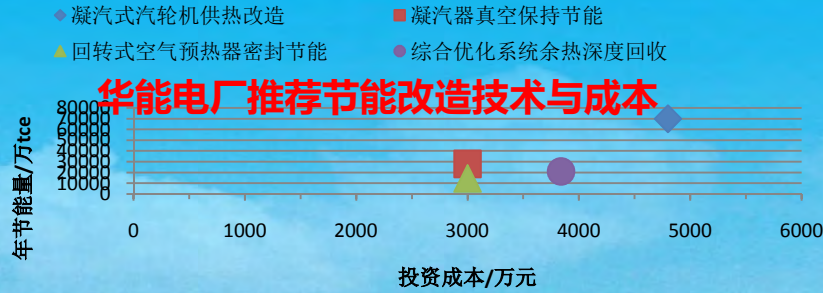 凝汽式汽轮机供热改造 凝汽器真空保持节能
回转式空气预热器密封节能 综合优化系统余热深度回收
华能电厂推荐节能改造技术与成本
年节能量/万tce
80000
70000
60000
50000
40000
30000
20000
10000
0
0 1000 2000 3000 4000 5000 6000
投资成本/万元